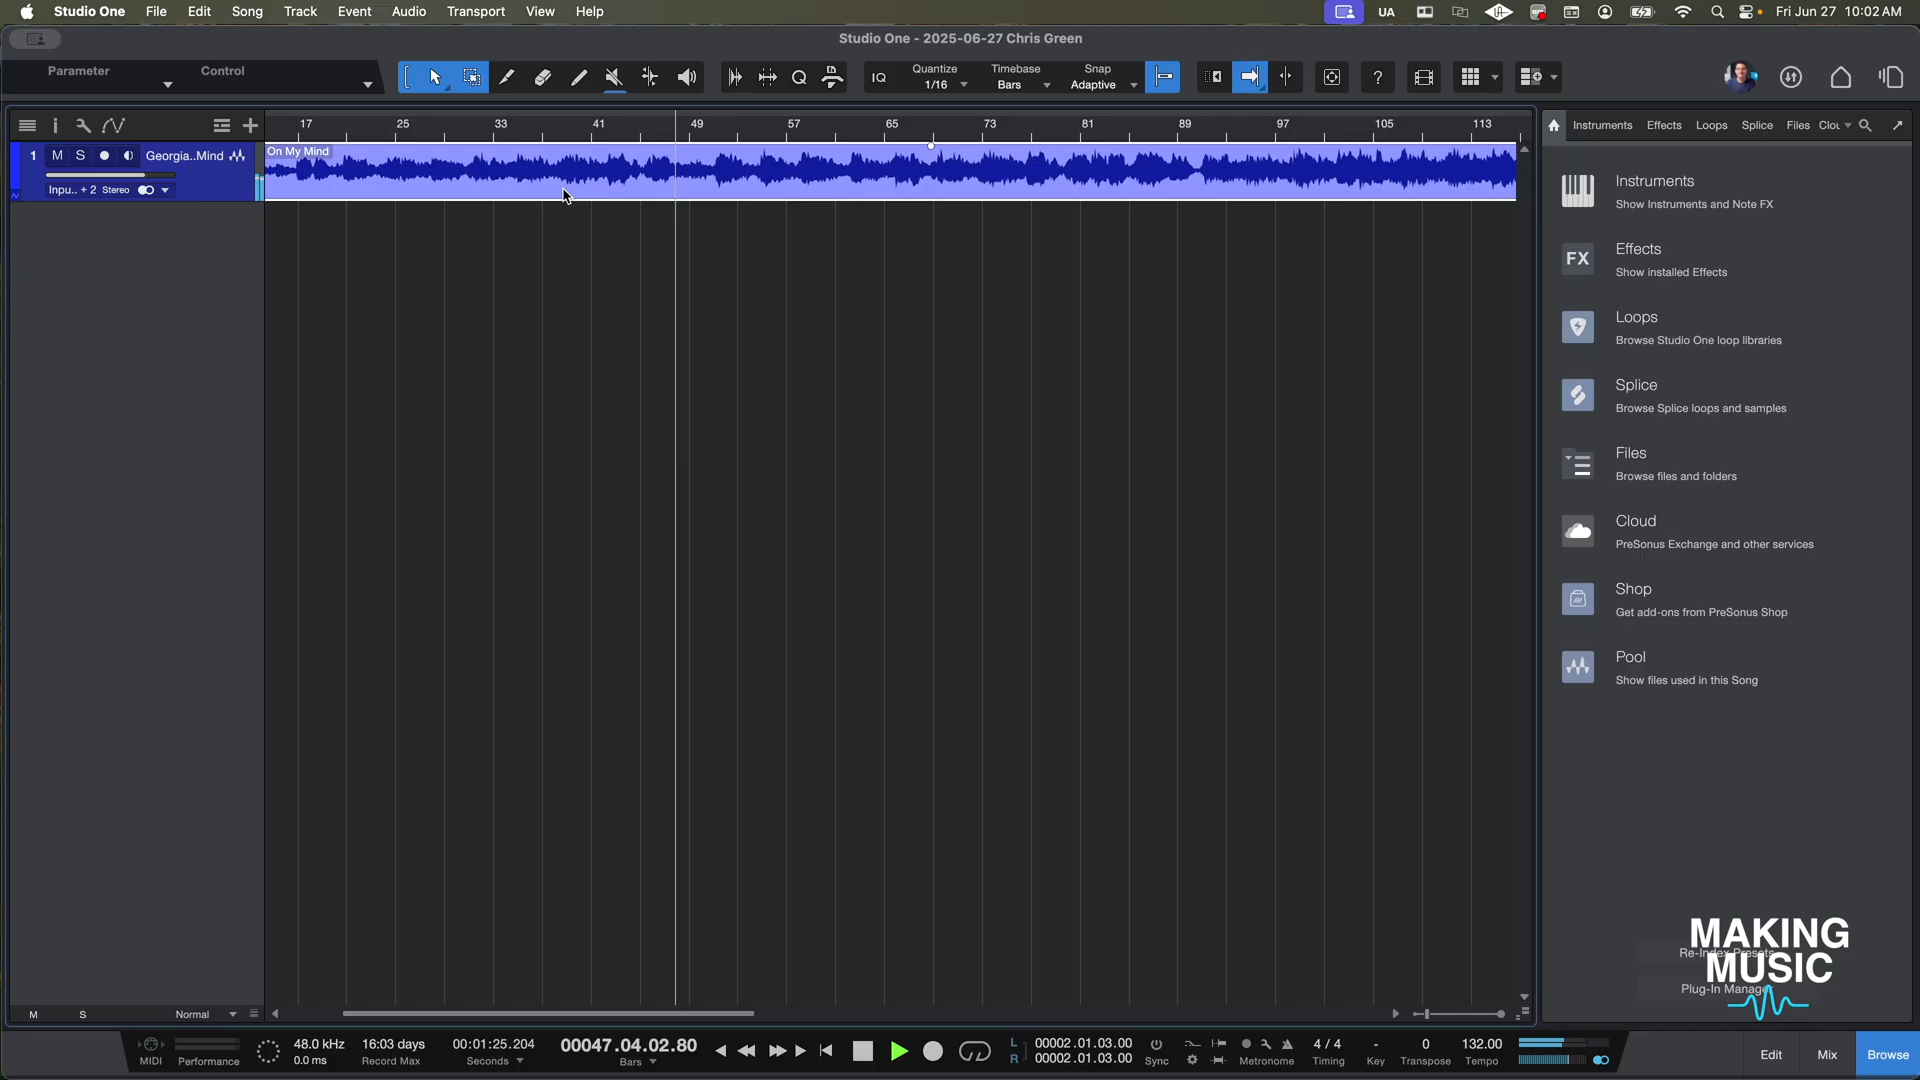 Studio One File Edit Song Track Event Audio Transport View Help
UA
Fri Jun 27 10:02 AM
Studio One - 2025-06-27 Chris Green
Parameter Control
IQ
Quantize
1/16
Timebase
Bars
Snap
Adaptive
?
17 25 33 41 49 57 65 73 81 89 97 105 113
Instruments Effects Loops Splice Files Clou
1 M S Georgia..Mind
Inpu.. + 2 Stereo
On My Mind
Instruments
Show Instruments and Note FX
FX
Effects
Show installed Effects
Loops
Browse Studio One loop libraries
Splice
Browse Splice loops and samples
Files
Browse files and folders
Cloud
PreSonus Exchange and other services
Shop
Get add-ons from PreSonus Shop
Pool
Show files used in this Song
Re-Index Presets
Plug-In Manager
MAKING
MUSIC
M S Normal
MIDI
Performance
48.0 kHz
0.0 ms
16:03 days
Record Max
00:01:25.204
Seconds
00047.04.02.80
Bars
L 00002.01.03.00
R 00002.01.03.00
Sync
Metronome
4 / 4
Timing
-
Key
0
Transpose
132.00
Tempo
Edit Mix Browse